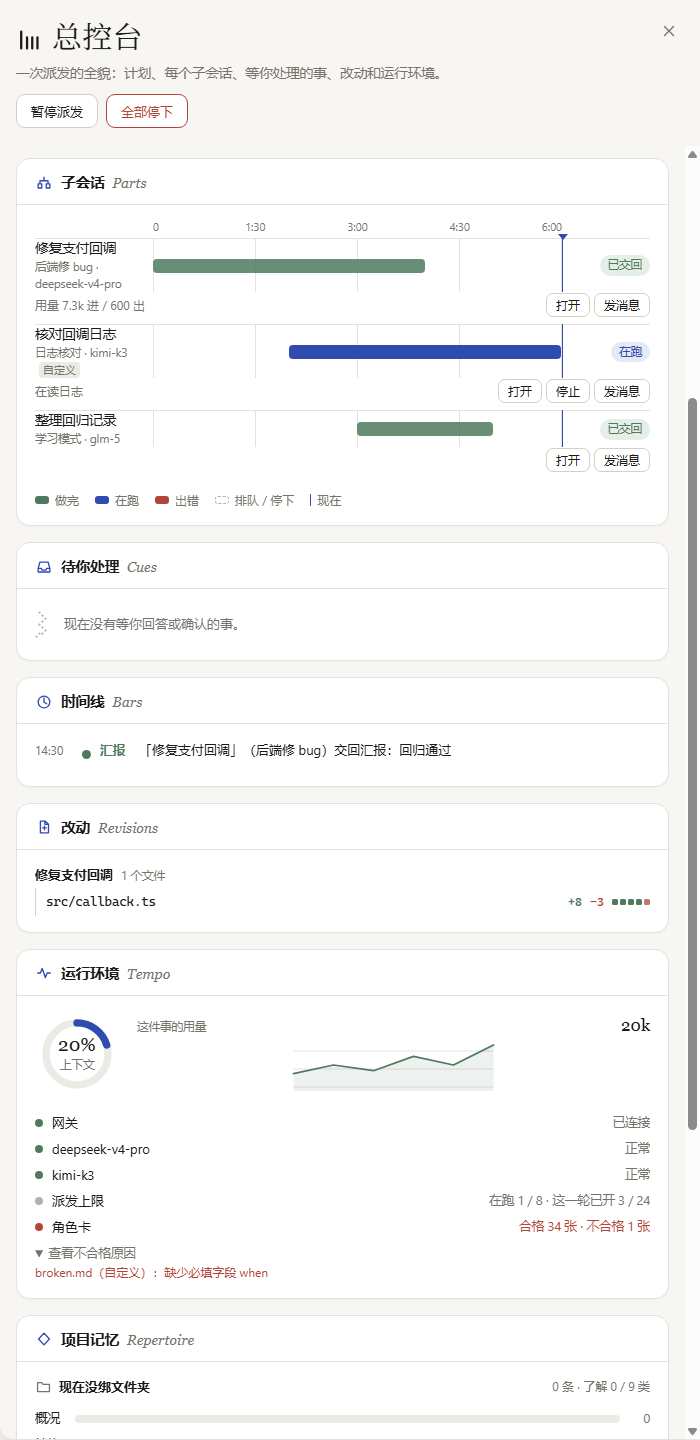 总控台
一次派发的全貌：计划、每个子会话、等你处理的事、改动和运行环境。
暂停派发 全部停下
子会话 Parts
0 1:30 3:00 4:30 6:00
修复支付回调
后端修 bug · 已交回
deepseek-v4-pro
用量 7.3k 进 / 600 出 打开 发消息
核对回调日志
日志核对 · kimi-k3 在跑
自定义
在读日志 打开 停止 发消息
整理回归记录
学习模式 · glm-5 已交回
打开 发消息
做完 在跑 出错 排队 / 停下 现在
待你处理 Cues
现在没有等你回答或确认的事。
时间线 Bars
14:30 汇报 「修复支付回调」（后端修 bug）交回汇报：回归通过
改动 Revisions
修复支付回调 1 个文件
src/callback.ts +8 −3
运行环境 Tempo
这件事的用量 20k
20%
上下文
网关 已连接
deepseek-v4-pro 正常
kimi-k3 正常
派发上限 在跑 1 / 8 · 这一轮已开 3 / 24
角色卡 合格 34 张 · 不合格 1 张
▼ 查看不合格原因
broken.md（自定义）：缺少必填字段 when
项目记忆 Repertoire
现在没绑文件夹 0 条 · 了解 0 / 9 类
概况 0